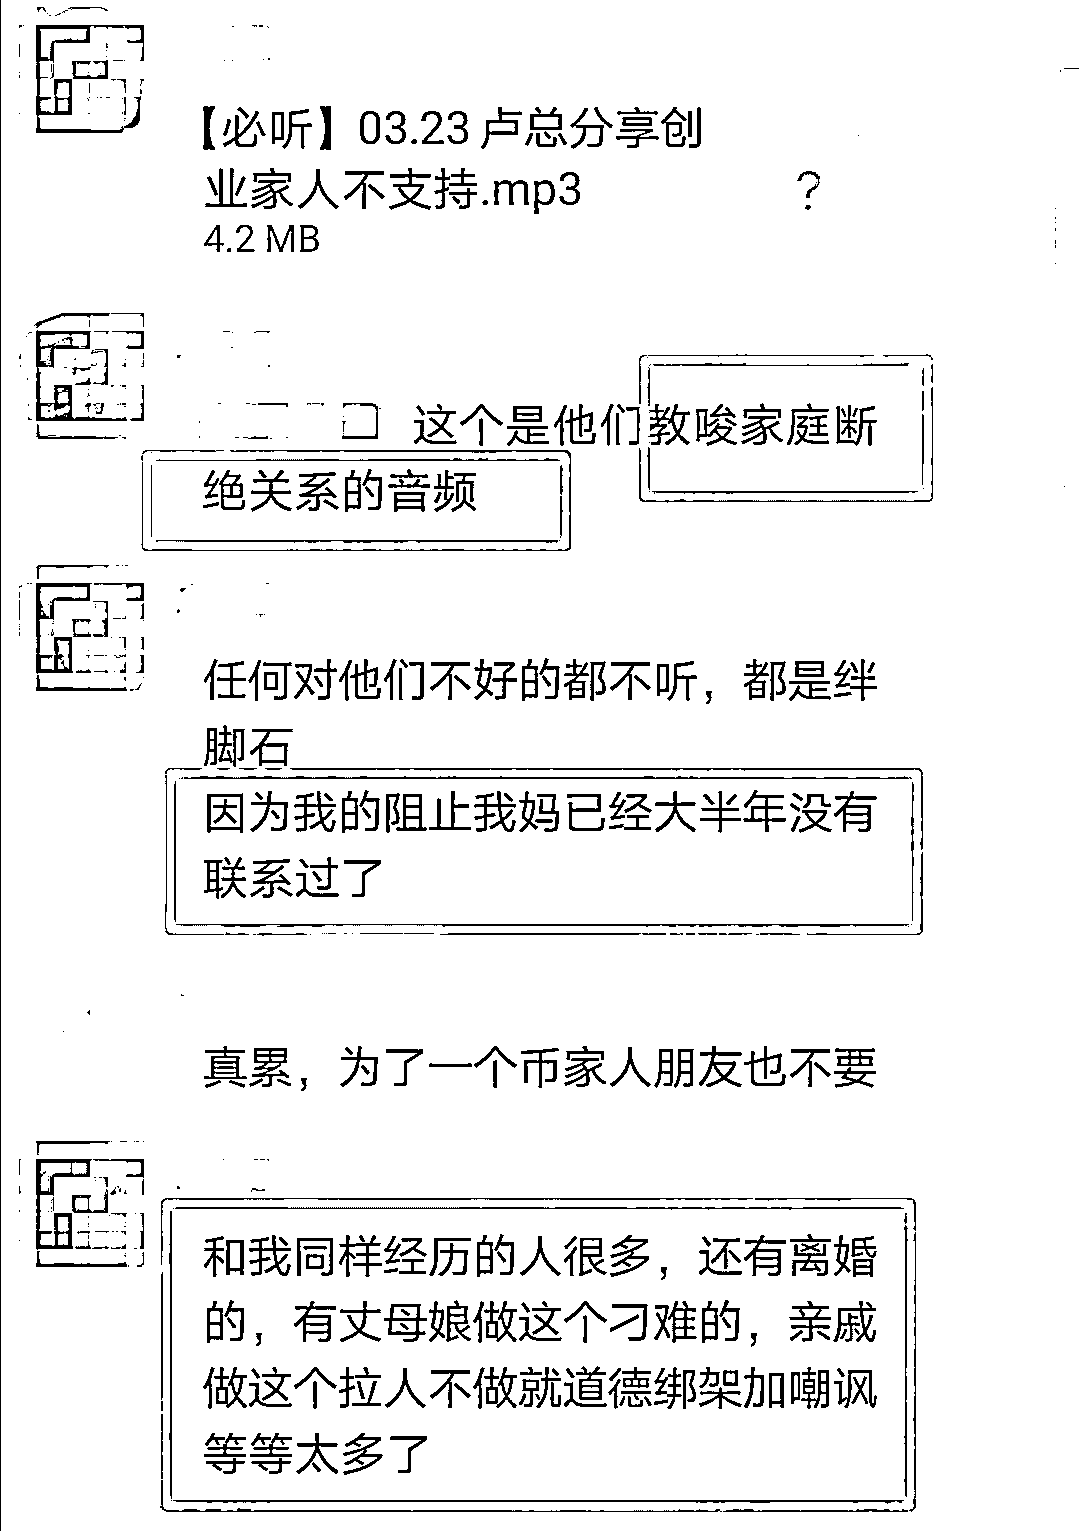 【必听】03.23 卢总分享创
业家人不支持.mp3
?
4.2 MB
这个是他们教唆家庭断
绝关系的音频
任何对他们不好的都不听，都是绊
脚石
因为我的阻止我妈已经大半年没有
联系过了
真累，为了一个币家人朋友也不要
和我同样经历的人很多，还有离婚
的，有丈母娘做这个刁难的，亲戚
做这个拉人不做就道德绑架加嘲讽
等等太多了